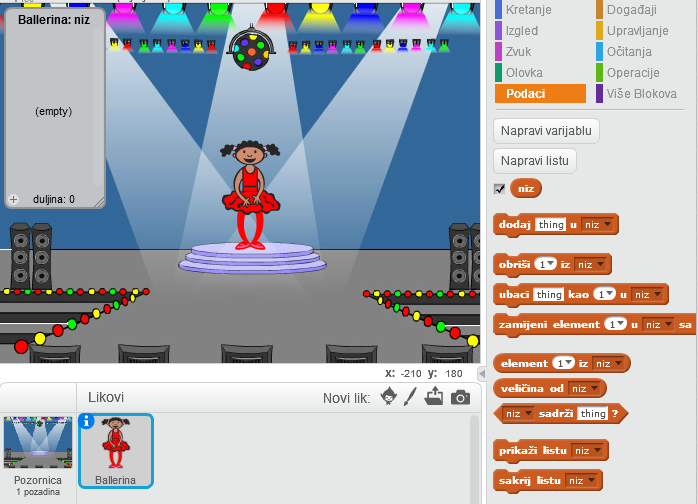 Ballerina: niz
(empty)
+ duljina: 0
x: -210 y: 180
Likovi
Novi lik:
Pozornica
1 pozadina
i
Ballerina
Kretanje
Događaji
Izgled
Upravljanje
Zvuk
Očitanja
Olovka
Operacije
Podaci
Više Blokova
Napravi varijablu
Napravi listu
niz
dodaj thing u niz
obriši 1 iz niz
ubaci thing kao 1 u niz
zamijeni element 1 u niz sa
element 1 iz niz
veličina od niz
niz sadrži thing ?
prikaži listu niz
sakrij listu niz